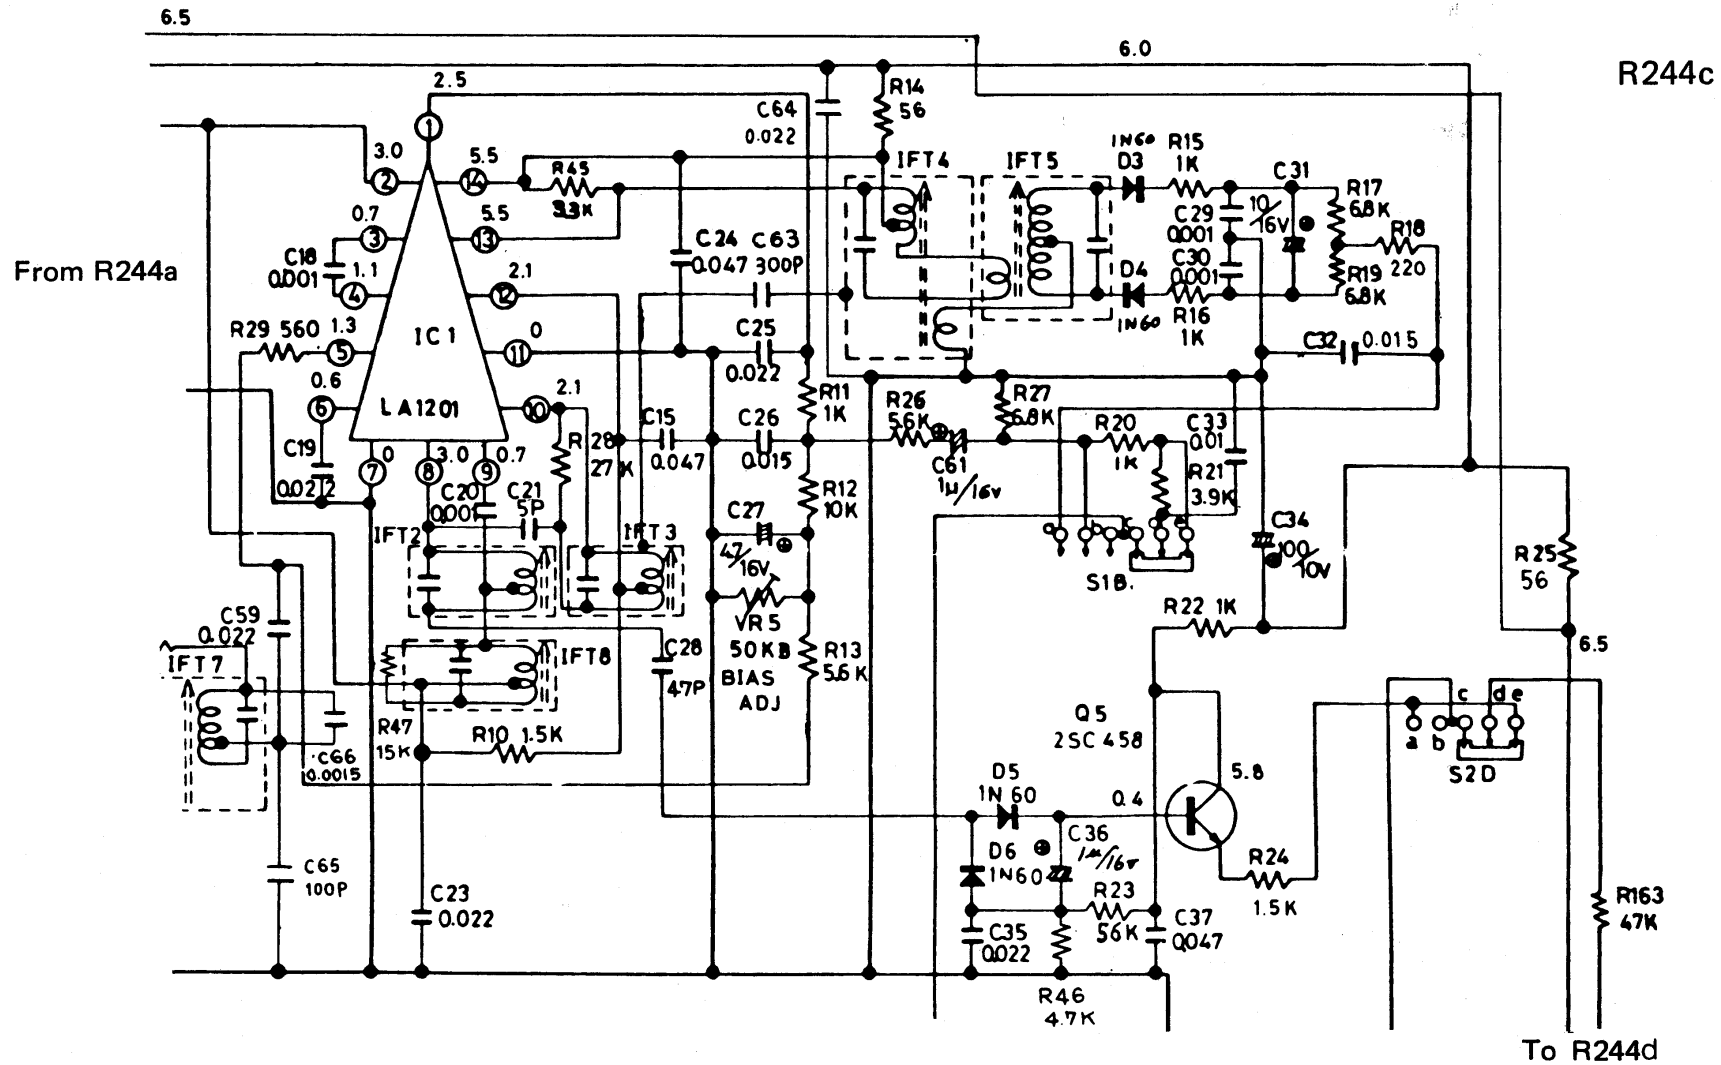 6.5
6.0
R244c
2.5
C64
0.022
R14
56
3.0
2
1
5.5
14
R45
3.3K
IFT4
IFT5
1N60
D3
R15
1K
C31
10/16V
R17
6.8K
0.7
3
5.5
13
C24
0.047
C63
300P
C29
0.001
R18
220
From R244a
C18
0.001
1.1
4
2.1
12
D4
1N60
C30
0.001
R16
1K
R19
6.8K
R29 560
1.3
5
IC1
0
11
C25
0.022
C32
0.015
0.6
6
LA1201
2.1
10
R11
1K
R26
5.6K
R27
6.8K
R20
1K
C33
0.01
C19
0.022
0
7
3.0
8
0.7
9
R28
27K
C15
0.047
C26
0.015
C61
1μ/16v
R21
3.9K
C20
0.001
C21
5P
R12
10K
C27
47/16V
IFT2
IFT3
a
b
c
d
e
S1B.
C34
100/10V
R25
56
C59
0.022
VR5
50KB
BIAS
ADJ
R22 1K
6.5
IFT7
IFT8
C28
47P
R13
5.6K
R47
15K
R10 1.5K
C66
0.0015
Q5
2SC458
a
b
c
d
e
S2D
D5
1N60
0.4
5.8
C65
100P
C23
0.022
D6
1N60
C36
1μ/16v
R23
56K
R24
1.5K
R163
47K
C35
0.022
C37
0.047
R46
4.7K
To R244d